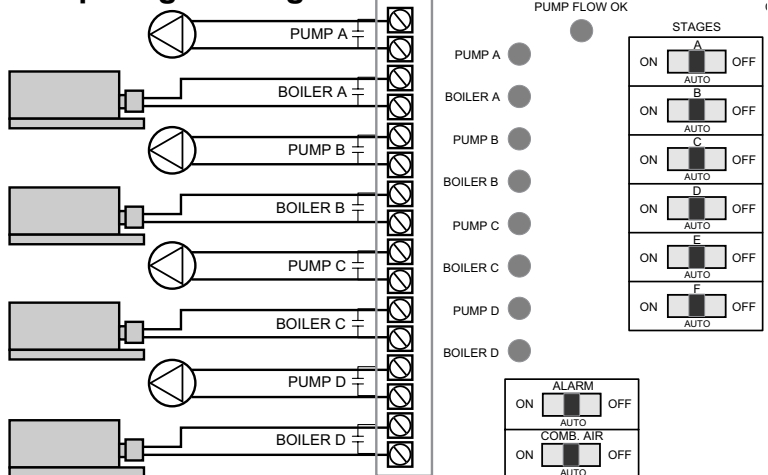 PUMP A
BOILER A
PUMP B
BOILER B
PUMP C
BOILER C
PUMP D
BOILER D
PUMP FLOW OK
PUMP A
BOILER A
PUMP B
BOILER B
PUMP C
BOILER C
PUMP D
BOILER D
STAGES
A
ON OFF
AUTO
B
ON OFF
AUTO
C
ON OFF
AUTO
D
ON OFF
AUTO
E
ON OFF
AUTO
F
ON OFF
AUTO
ALARM
ON OFF
AUTO
COMB. AIR
ON OFF
AUTO